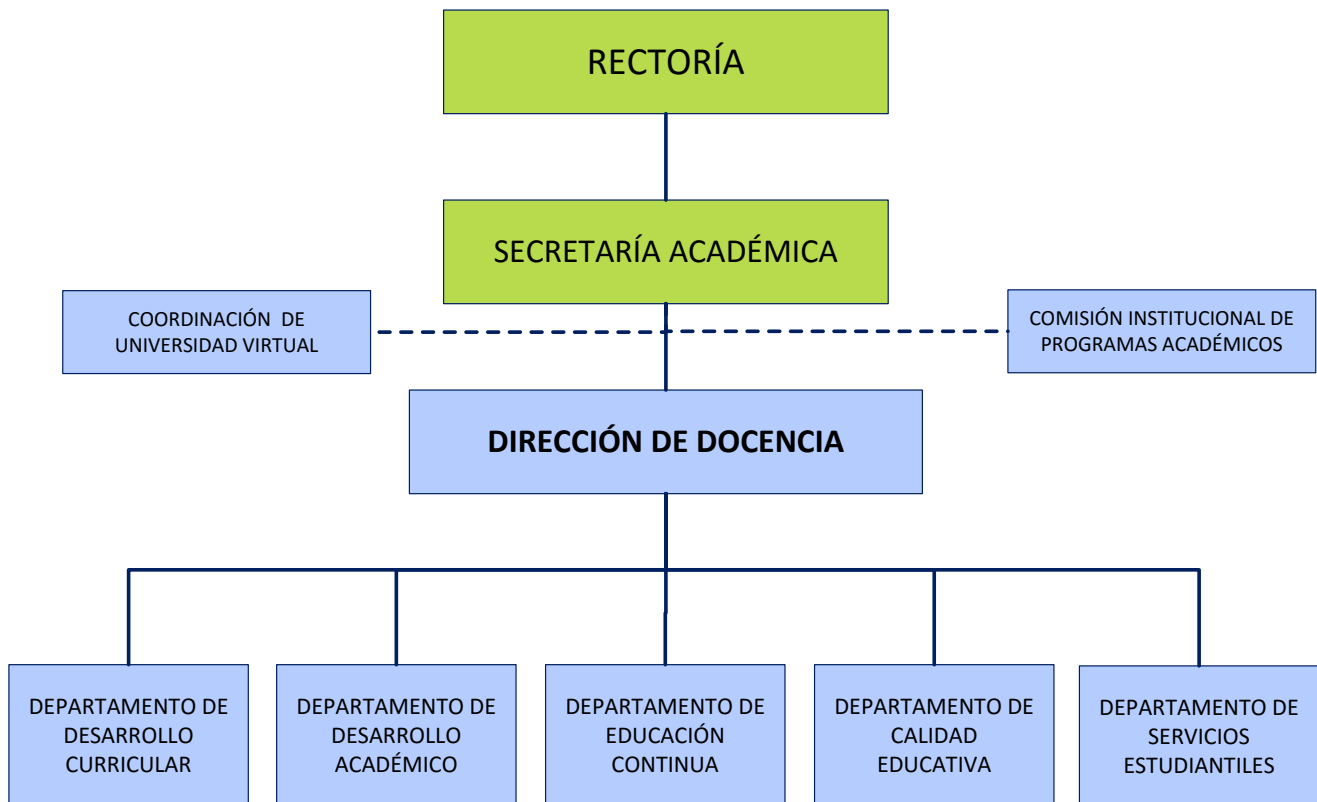 RECTORÍA
SECRETARÍA ACADÉMICA
COORDINACIÓN DE
UNIVERSIDAD VIRTUAL
COMISIÓN INSTITUCIONAL DE
PROGRAMAS ACADÉMICOS
DIRECCIÓN DE DOCENCIA
DEPARTAMENTO DE
DESARROLLO
CURRICULAR
DEPARTAMENTO DE
DESARROLLO
ACADÉMICO
DEPARTAMENTO DE
EDUCACIÓN
CONTINUA
DEPARTAMENTO DE
CALIDAD
EDUCATIVA
DEPARTAMENTO DE
SERVICIOS
ESTUDIANTILES